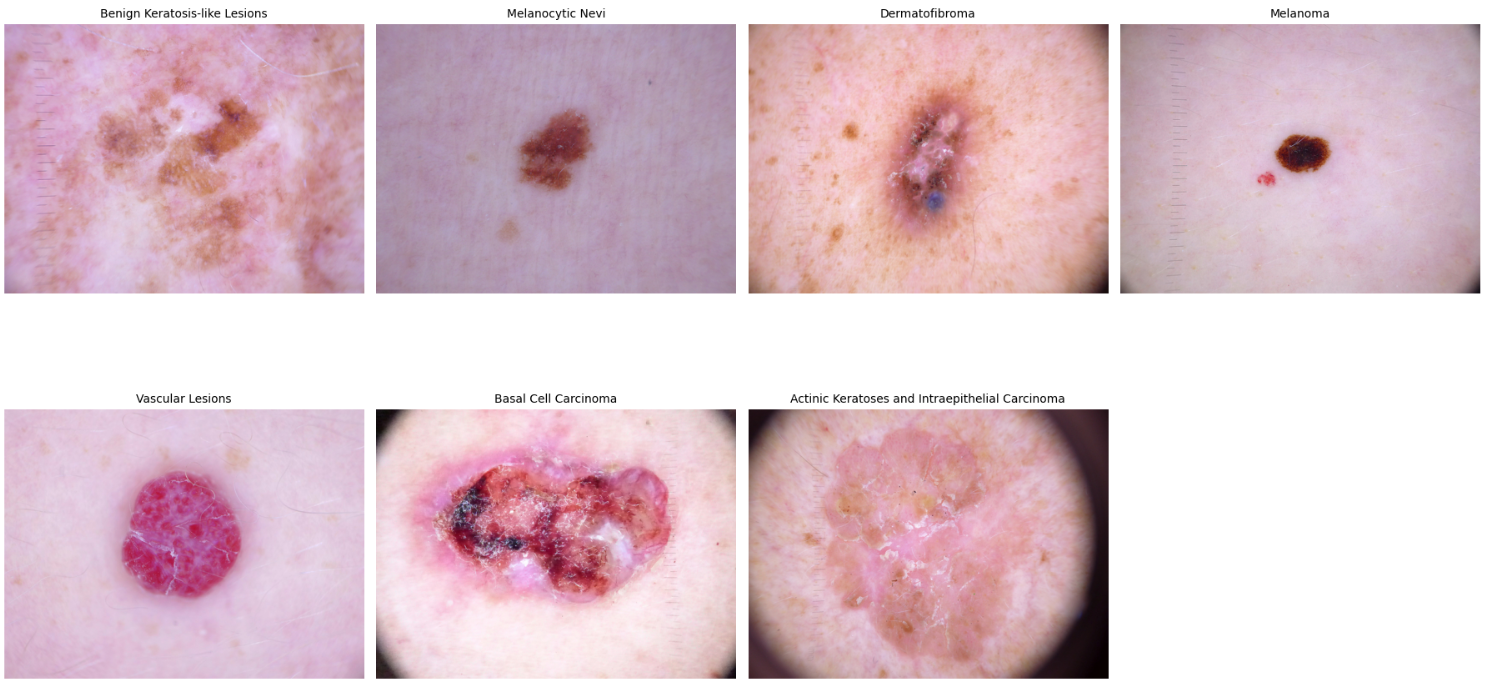 Benign Keratosis-like Lesions
Melanocytic Nevi
Dermatofibroma
Melanoma
Vascular Lesions
Basal Cell Carcinoma
Actinic Keratoses and Intraepithelial Carcinoma